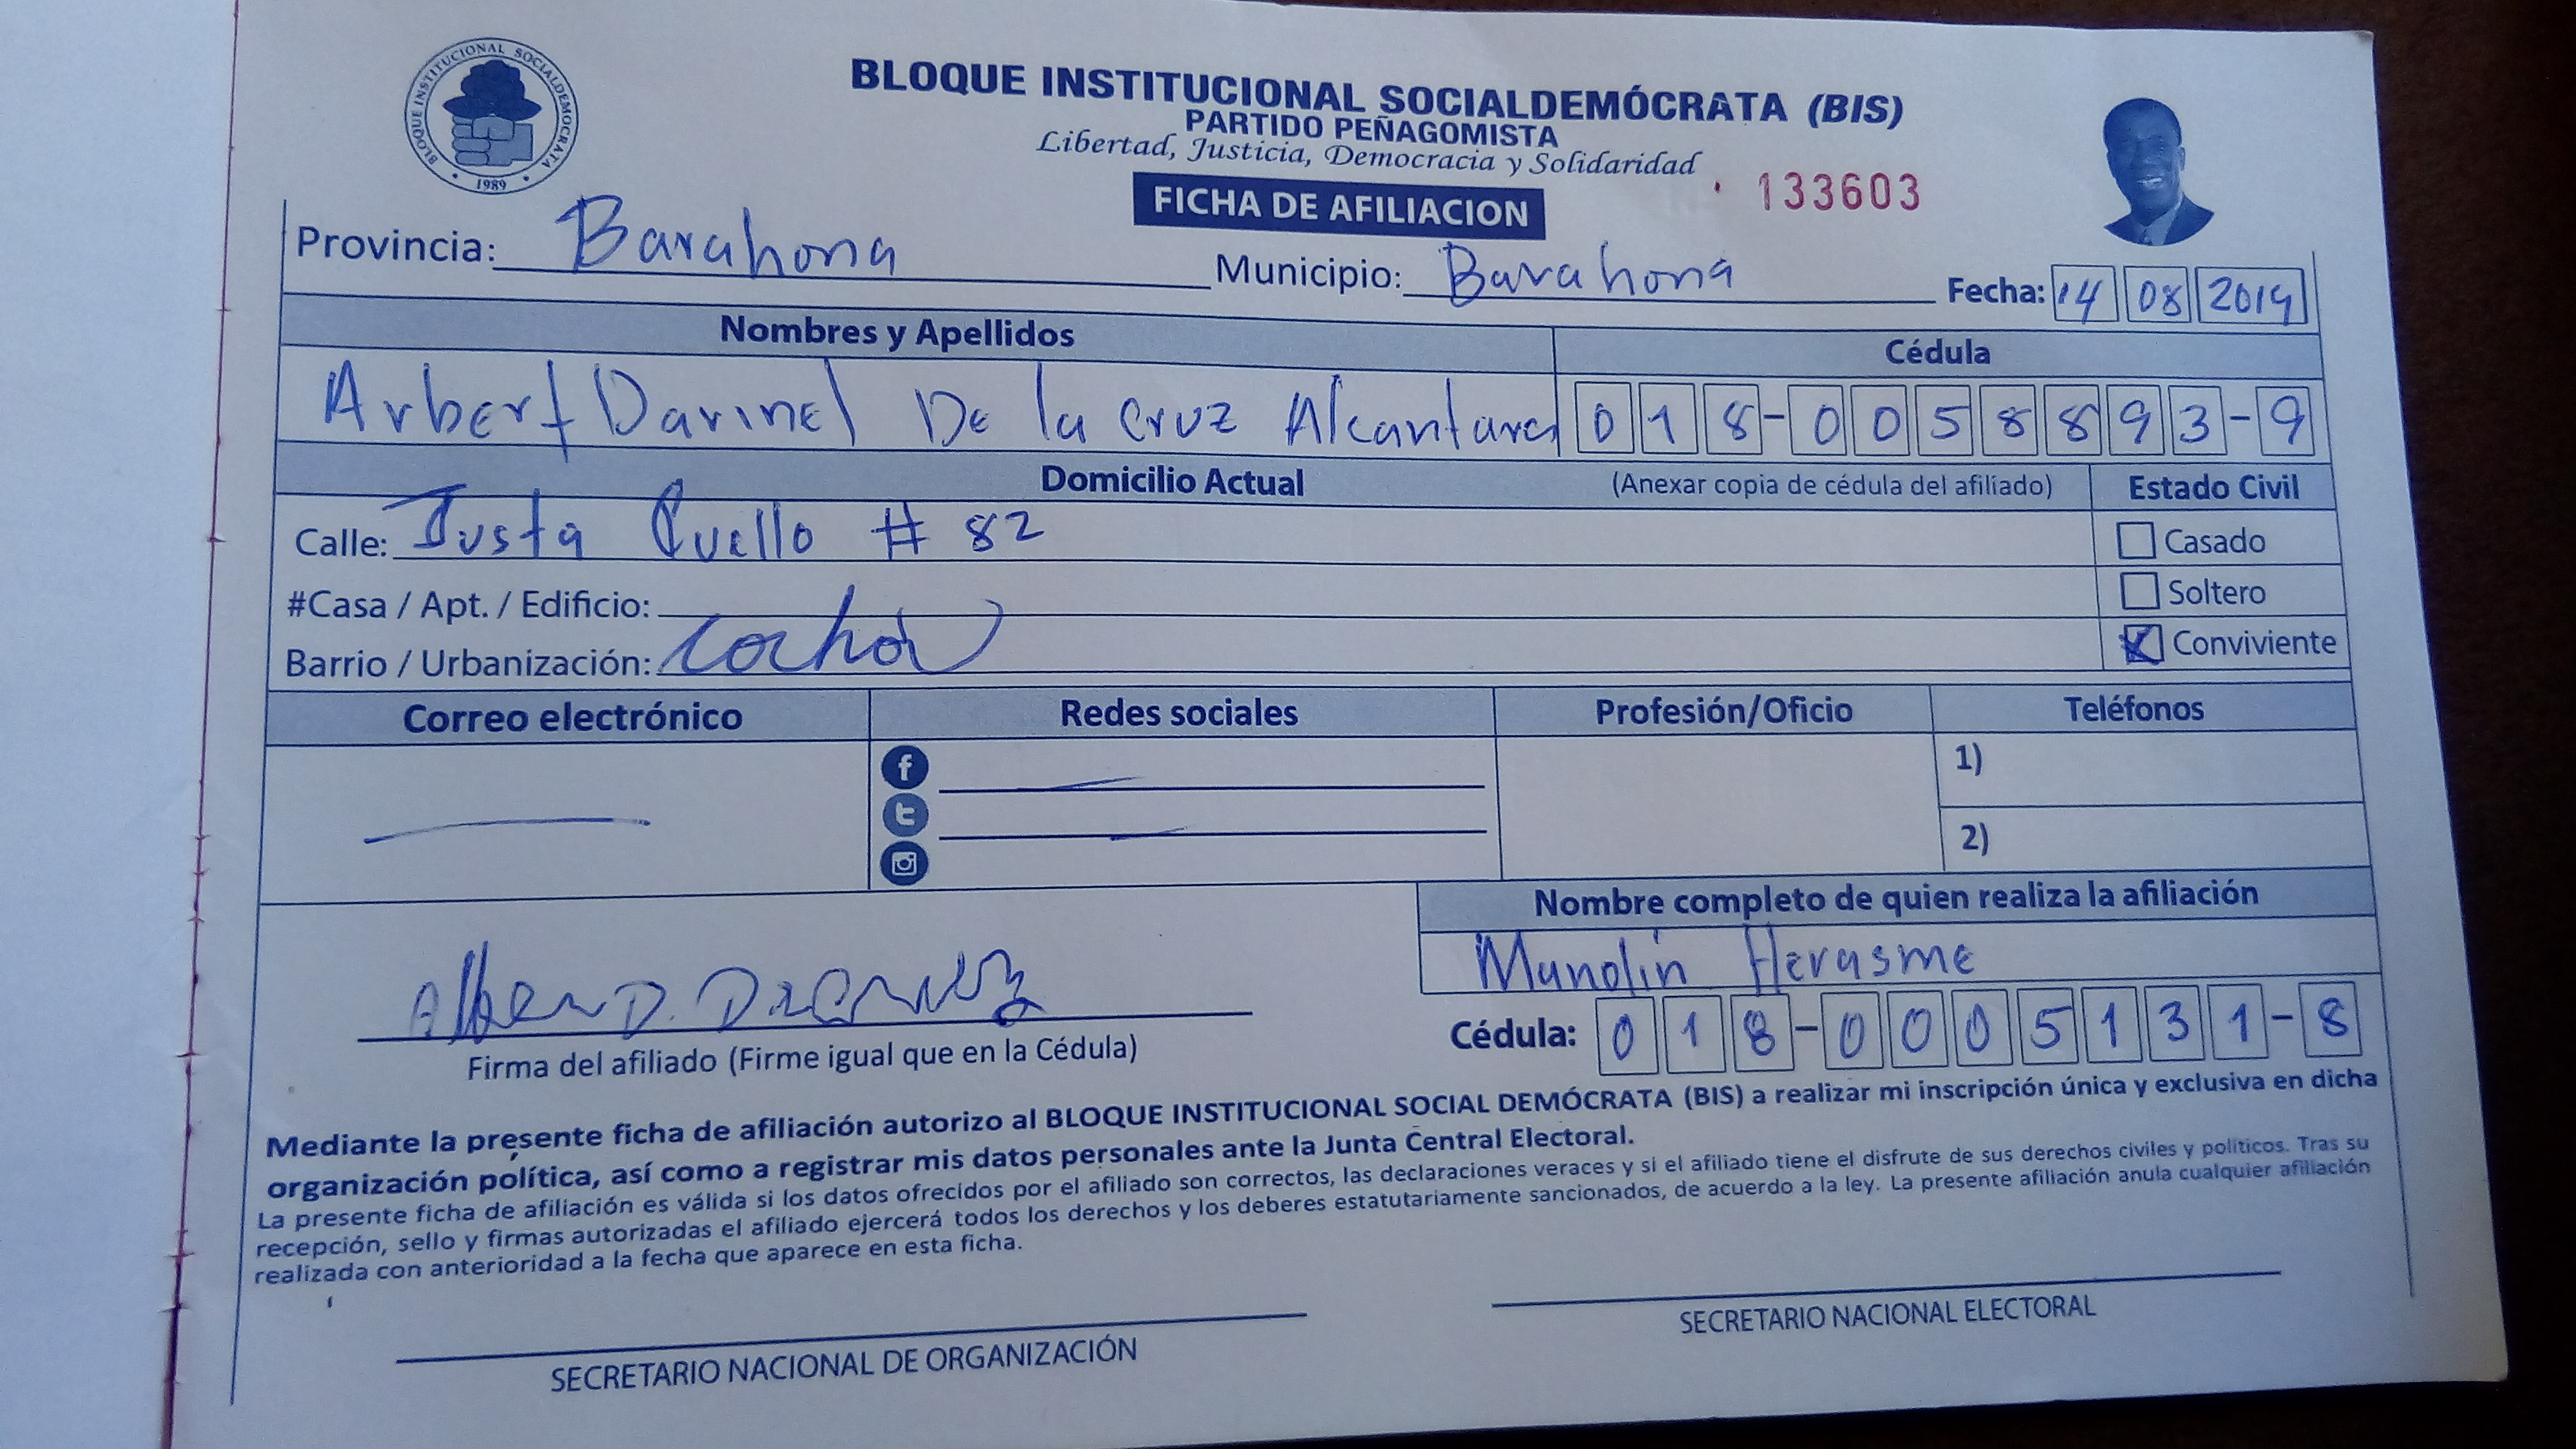 BLOQUE INSTITUCIONAL SOCIALDEMOCRATA
1989
BLOQUE INSTITUCIONAL SOCIALDEMÓCRATA (BIS)
PARTIDO PEÑAGOMISTA
Libertad, Justicia, Democracia y Solidaridad
133603
FICHA DE AFILIACION
Provincia: Barahona Municipio: Barahona Fecha: 14 08 2019
Nombres y Apellidos Cédula
Arbert Darinel De la Cruz Alcantara 018-0058893-9
Domicilio Actual (Anexar copia de cédula del afiliado) Estado Civil
Calle: Justa Cuello # 82 Casado
#Casa / Apt. / Edificio: Soltero
Barrio / Urbanización: Conviviente
Correo electrónico Redes sociales Profesión/Oficio Teléfonos
1)
2)
Nombre completo de quien realiza la afiliación
Manolin Herasme
Cédula: 018-0005131-8
Firma del afiliado (Firme igual que en la Cédula)
Mediante la presente ficha de afiliación autorizo al BLOQUE INSTITUCIONAL SOCIAL DEMÓCRATA (BIS) a realizar mi inscripción única y exclusiva en dicha
organización política, así como a registrar mis datos personales ante la Junta Central Electoral.
La presente ficha de afiliación es válida si los datos ofrecidos por el afiliado son correctos, las declaraciones veraces y si el afiliado tiene el disfrute de sus derechos civiles y políticos. Tras su
recepción, sello y firmas autorizadas el afiliado ejercerá todos los derechos y los deberes estatutariamente sancionados, de acuerdo a la ley. La presente afiliación anula cualquier afiliación
realizada con anterioridad a la fecha que aparece en esta ficha.
SECRETARIO NACIONAL DE ORGANIZACIÓN
SECRETARIO NACIONAL ELECTORAL